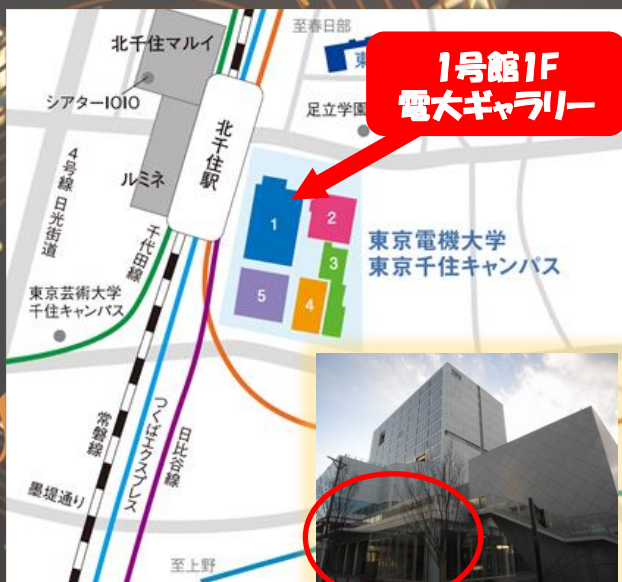 至春日部
北千住マルイ
1号館1F
電大ギャラリー
シアター1010
足立学園
北千住駅
4号線 日光街道
ルミネ
千代田線
1
2
3
4
5
東京電機大学
東京千住キャンパス
東京芸術大学
千住キャンパス
常磐線
つくばエクスプレス
日比谷線
墨堤通り
至上野